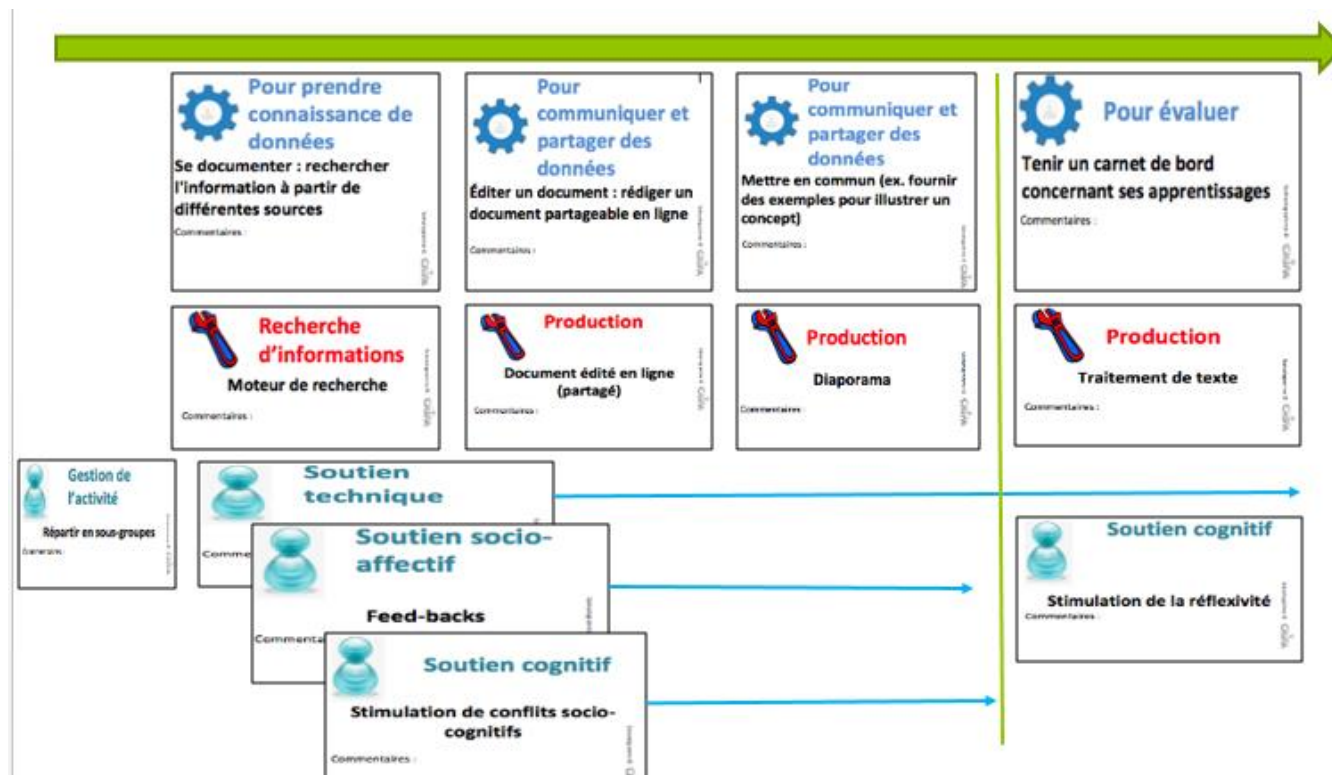 Pour prendre
connaissance de
données
Se documenter : rechercher
l'information à partir de
différentes sources
Commentaires :
Pour
communiquer et
partager des
données
Éditer un document : rédiger un
document partageable en ligne
Commentaires :
Pour
communiquer et
partager des
données
Mettre en commun (ex. fournir
des exemples pour illustrer un
concept)
Commentaires :
Pour évaluer
Tenir un carnet de bord
concernant ses apprentissages
Commentaires :
Recherche
d'informations
Moteur de recherche
Commentaires :
Production
Document édité en ligne
(partagé)
Commentaires :
Production
Diaporama
Commentaires :
Production
Traitement de texte
Commentaires :
Gestion de
l'activité
Répartir en sous-groupes
Soutien
technique
Comme
Soutien socio-
affectif
Feed-backs
Commenta
Soutien cognitif
Stimulation de conflits socio-
cognitifs
Commentaires :
Soutien cognitif
Stimulation de la réflexivité
Commentaires :